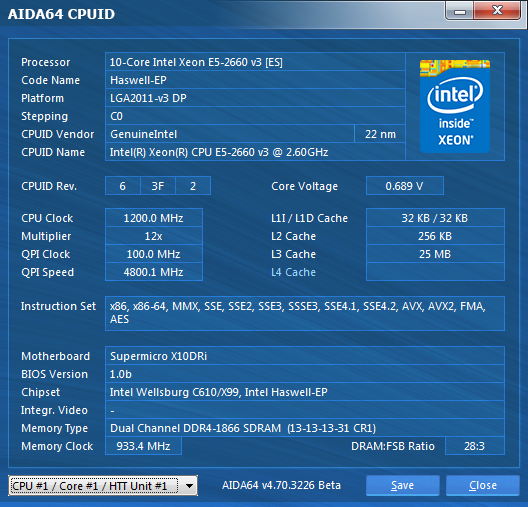 AIDA64 CPUID
Processor 10-Core Intel Xeon E5-2660 v3 [ES]
Code Name Haswell-EP
Platform LGA2011-v3 DP
Stepping C0
CPUID Vendor GenuineIntel 22 nm
CPUID Name Intel(R) Xeon(R) CPU E5-2660 v3 @ 2.60GHz
intel
inside™
XEON®
CPUID Rev. 6 3F 2 Core Voltage 0.689 V
CPU Clock 1200.0 MHz L1I / L1D Cache 32 KB / 32 KB
Multiplier 12x L2 Cache 256 KB
QPI Clock 100.0 MHz L3 Cache 25 MB
QPI Speed 4800.1 MHz L4 Cache
Instruction Set x86, x86-64, MMX, SSE, SSE2, SSE3, SSSE3, SSE4.1, SSE4.2, AVX, AVX2, FMA,
AES
Motherboard Supermicro X10DRi
BIOS Version 1.0b
Chipset Intel Wellsburg C610/X99, Intel Haswell-EP
Integr. Video -
Memory Type Dual Channel DDR4-1866 SDRAM (13-13-13-31 CR1)
Memory Clock 933.4 MHz DRAM:FSB Ratio 28:3
CPU #1 / Core #1 / HTT Unit #1 AIDA64 v4.70.3226 Beta Save Close